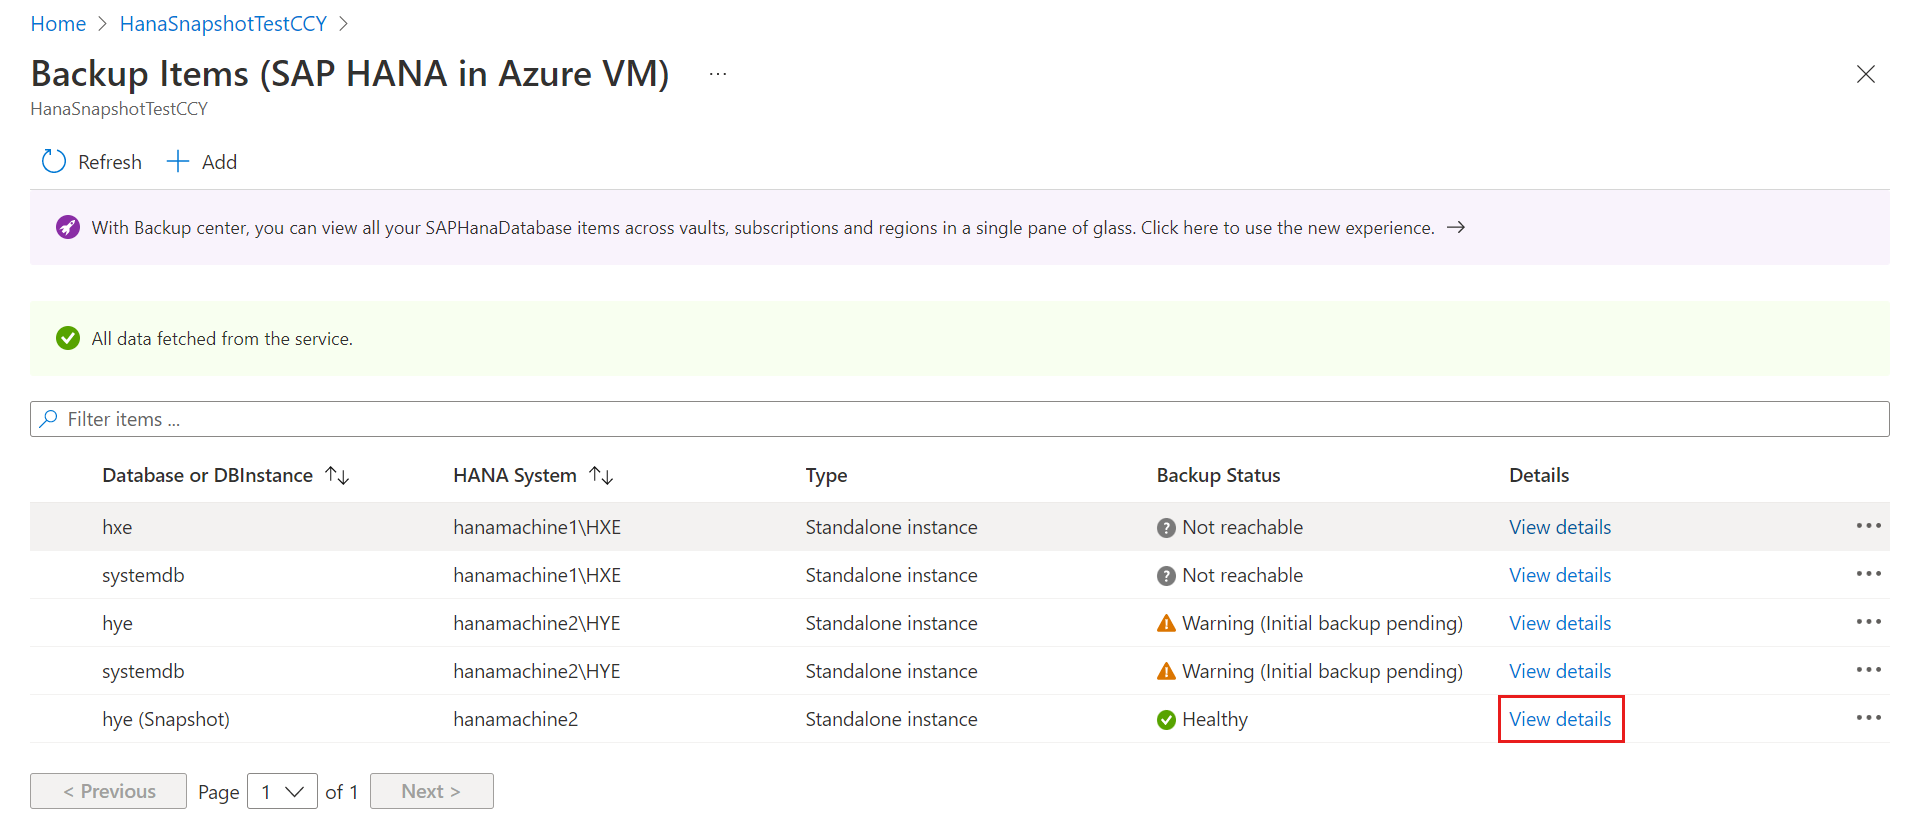 Home > HanaSnapshotTestCCY >
Backup Items (SAP HANA in Azure VM) ...
HanaSnapshotTestCCY
Refresh + Add
With Backup center, you can view all your SAPHanaDatabase items across vaults, subscriptions and regions in a single pane of glass. Click here to use the new experience. →
All data fetched from the service.
Filter items ...
Database or DBInstance ↑↓ HANA System ↑↓ Type Backup Status Details
hxe hanamachine1\HXE Standalone instance Not reachable View details ...
systemdb hanamachine1\HXE Standalone instance Not reachable View details ...
hye hanamachine2\HYE Standalone instance Warning (Initial backup pending) View details ...
systemdb hanamachine2\HYE Standalone instance Warning (Initial backup pending) View details ...
hye (Snapshot) hanamachine2 Standalone instance Healthy View details ...
< Previous Page 1 of 1 Next >